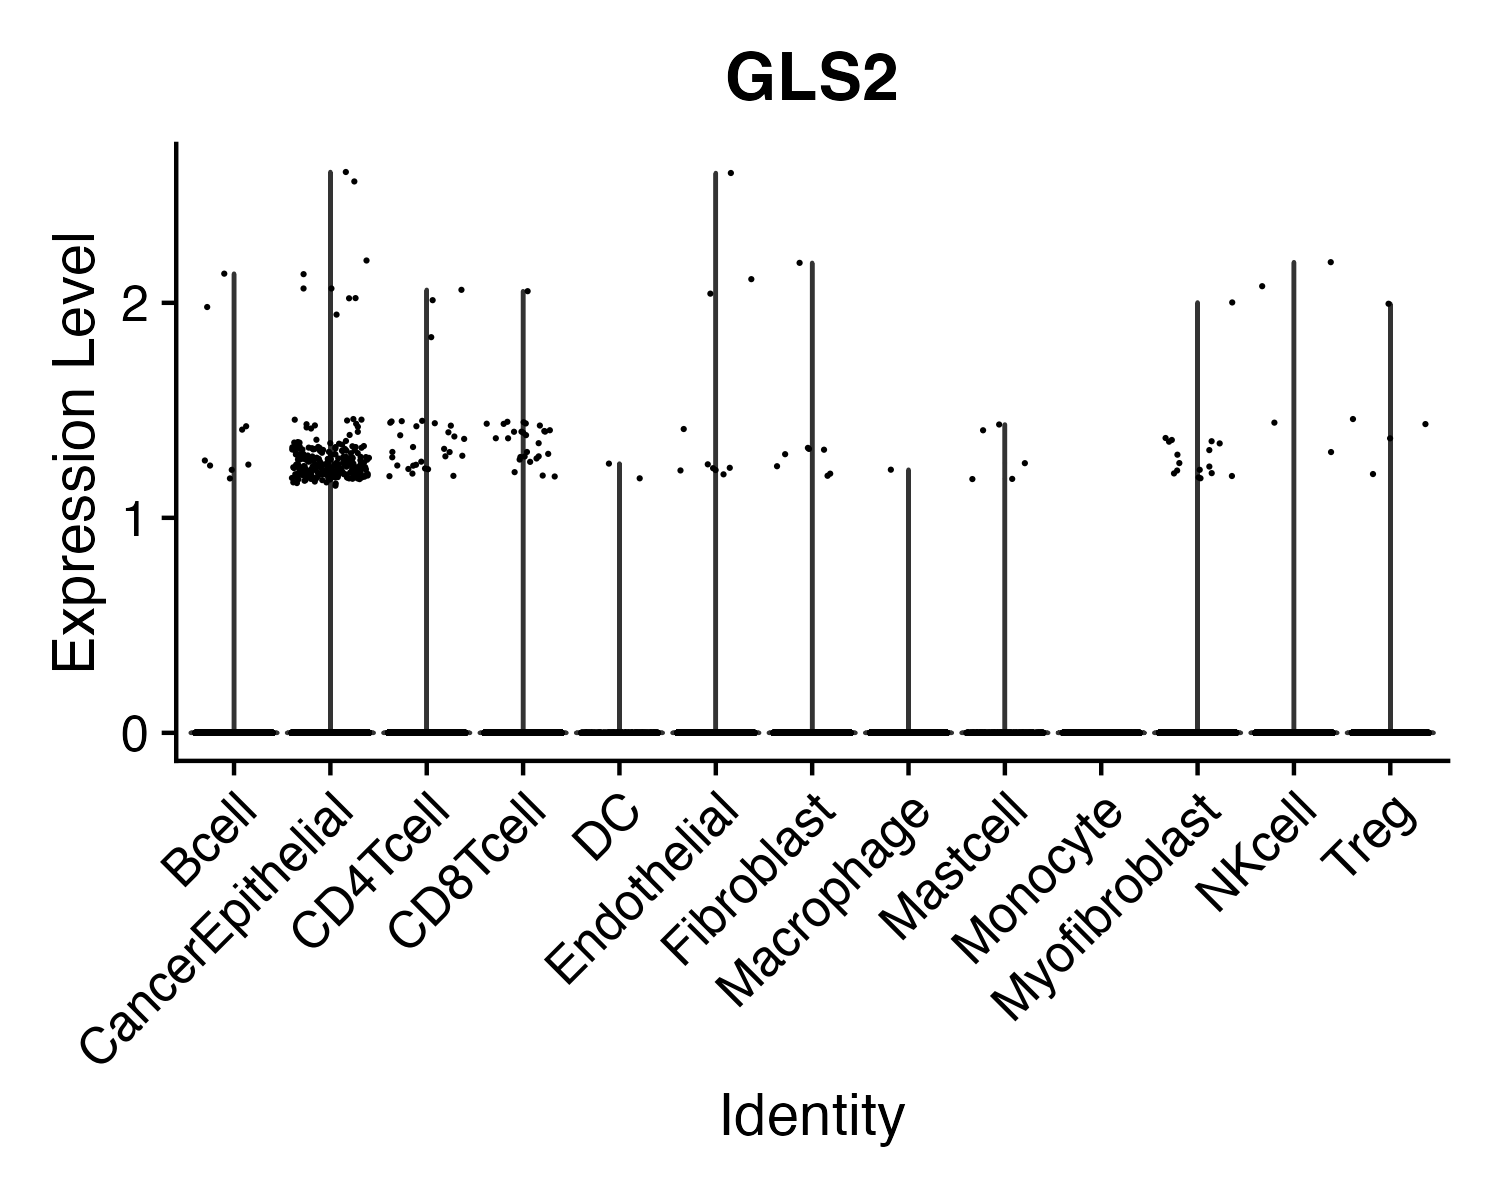 GLS2
Expression Level
2
1
0
Bcell
CancerEpithelial
CD4Tcell
CD8Tcell
DC
Endothelial
Fibroblast
Macrophage
Mastcell
Monocyte
Myofibroblast
NKcell
Treg
Identity